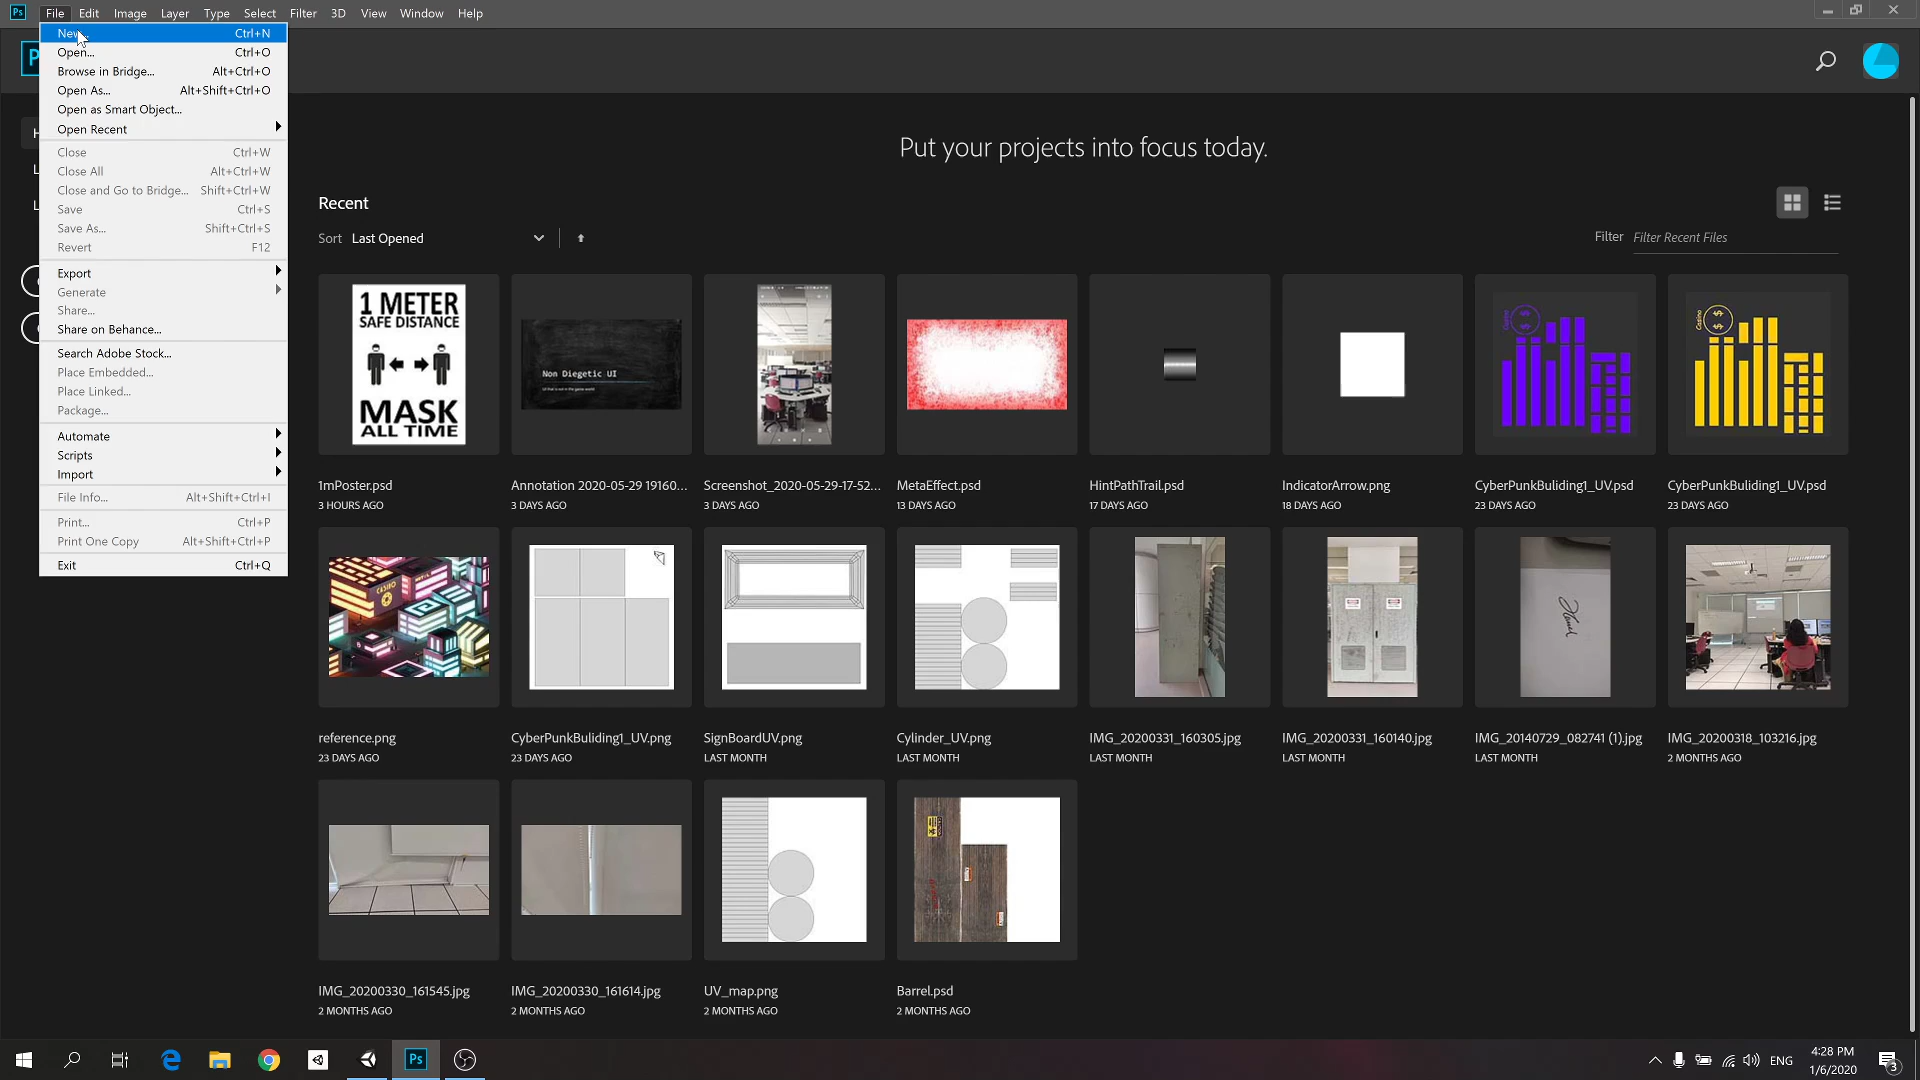 Ps File Edit Image Layer Type Select Filter 3D View Window Help
New... Ctrl+N
Open... Ctrl+O
Browse in Bridge... Alt+Ctrl+O
Open As... Alt+Shift+Ctrl+O
Open as Smart Object...
Open Recent
Close Ctrl+W
Close All Alt+Ctrl+W
Close and Go to Bridge... Shift+Ctrl+W
Save Ctrl+S
Save As... Shift+Ctrl+S
Revert F12
Export
Generate
Share...
Share on Behance...
Search Adobe Stock...
Place Embedded...
Place Linked...
Package...
Automate
Scripts
Import
File Info... Alt+Shift+Ctrl+I
Print... Ctrl+P
Print One Copy Alt+Shift+Ctrl+P
Exit Ctrl+Q
Put your projects into focus today.
Recent
Sort Last Opened
Filter Filter Recent Files
1 METER
SAFE DISTANCE
MASK
ALL TIME
Non Diegetic UI
Casino
Casino
1mPoster.psd Annotation 2020-05-29 19160... Screenshot_2020-05-29-17-52... MetaEffect.psd HintPathTrail.psd IndicatorArrow.png CyberPunkBuliding1_UV.psd CyberPunkBuliding1_UV.psd
3 HOURS AGO 3 DAYS AGO 3 DAYS AGO 13 DAYS AGO 17 DAYS AGO 18 DAYS AGO 23 DAYS AGO 23 DAYS AGO
CASINO
reference.png CyberPunkBuliding1_UV.png SignBoardUV.png Cylinder_UV.png IMG_20200331_160305.jpg IMG_20200331_160140.jpg IMG_20140729_082741 (1).jpg IMG_20200318_103216.jpg
23 DAYS AGO 23 DAYS AGO LAST MONTH LAST MONTH LAST MONTH LAST MONTH LAST MONTH 2 MONTHS AGO
IMG_20200330_161545.jpg IMG_20200330_161614.jpg UV_map.png Barrel.psd
2 MONTHS AGO 2 MONTHS AGO 2 MONTHS AGO 2 MONTHS AGO
Ps ENG 4:28 PM
1/6/2020 3